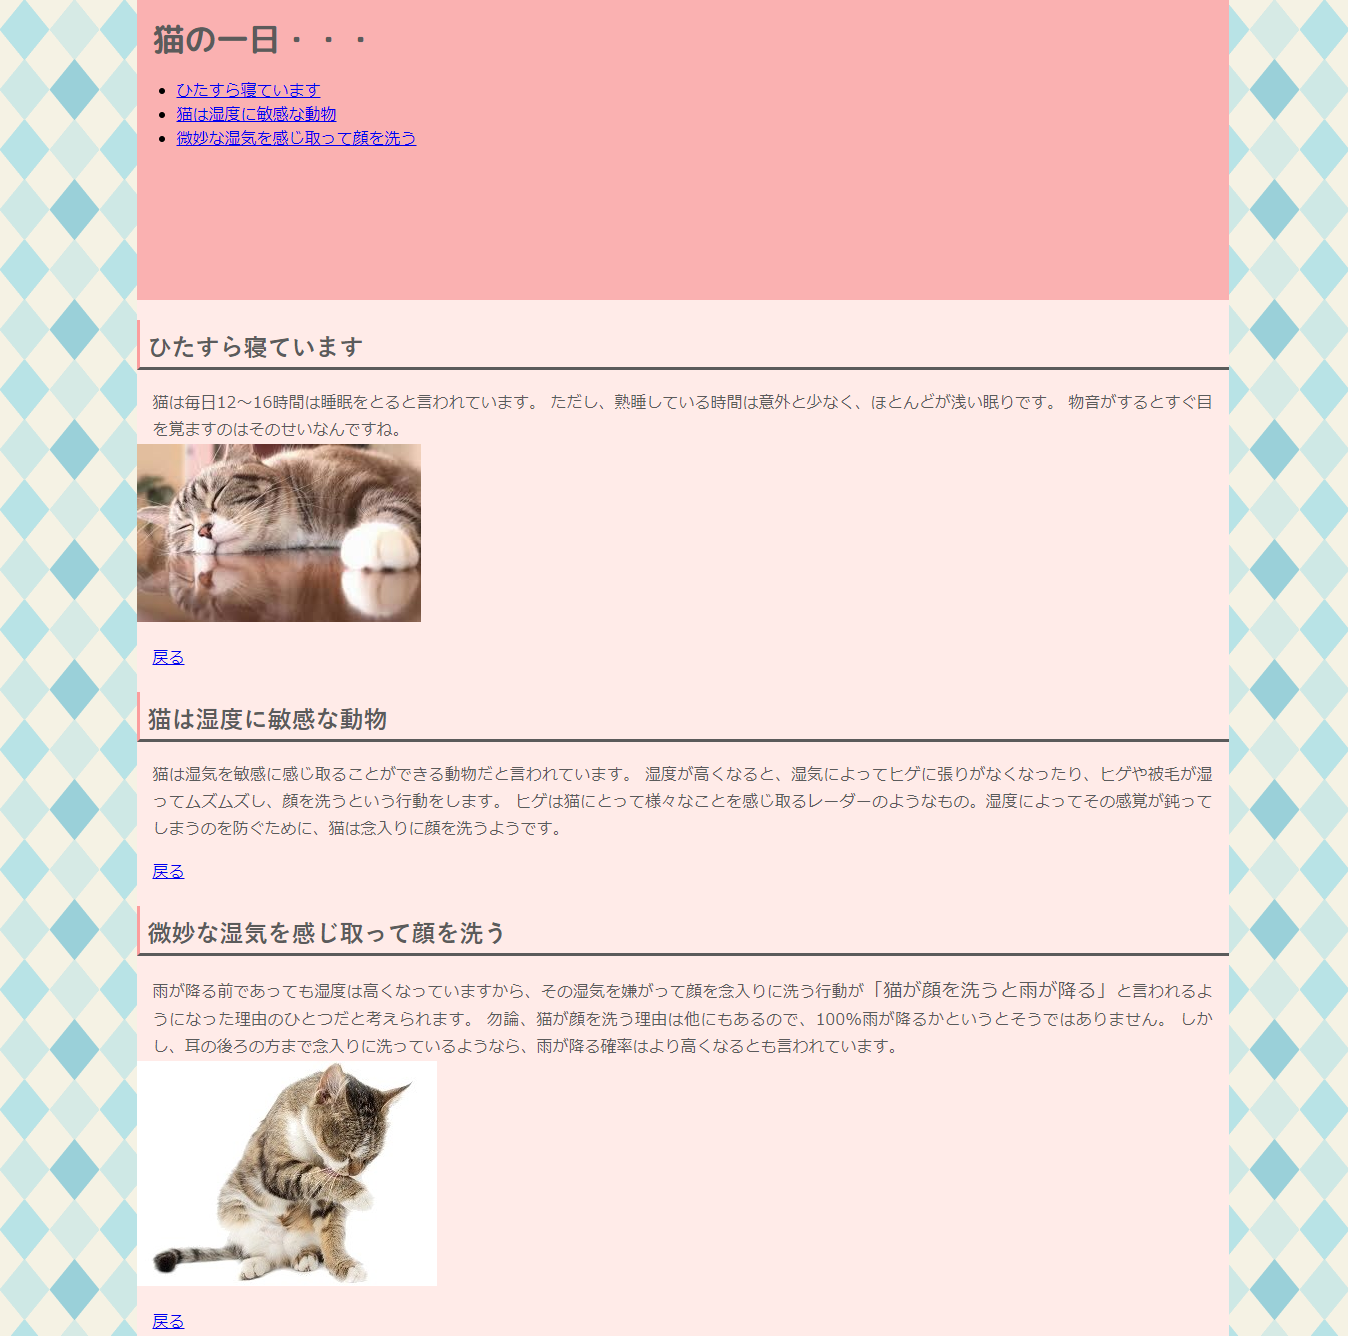 猫の一日・・・
ひたすら寝ています
猫は湿度に敏感な動物
微妙な湿気を感じ取って顔を洗う
ひたすら寝ています
猫は毎日12～16時間は睡眠をとると言われています。 ただし、熟睡している時間は意外と少なく、ほとんどが浅い眠りです。 物音がするとすぐ目
を覚ますのはそのせいなんですね。
戻る
猫は湿度に敏感な動物
猫は湿気を敏感に感じ取ることができる動物だと言われています。 湿度が高くなると、湿気によってヒゲに張りがなくなったり、ヒゲや被毛が湿
ってムズムズし、顔を洗うという行動をします。 ヒゲは猫にとって様々なことを感じ取るレーダーのようなもの。湿度によってその感覚が鈍って
しまうのを防ぐために、猫は念入りに顔を洗うようです。
戻る
微妙な湿気を感じ取って顔を洗う
雨が降る前であっても湿度は高くなっていますから、その湿気を嫌がって顔を念入りに洗う行動が「猫が顔を洗うと雨が降る」と言われるよ
うになった理由のひとつだと考えられます。 勿論、猫が顔を洗う理由は他にもあるので、100%雨が降るかというとそうではありません。 しか
し、耳の後ろの方まで念入りに洗っているようなら、雨が降る確率はより高くなるとも言われています。
戻る